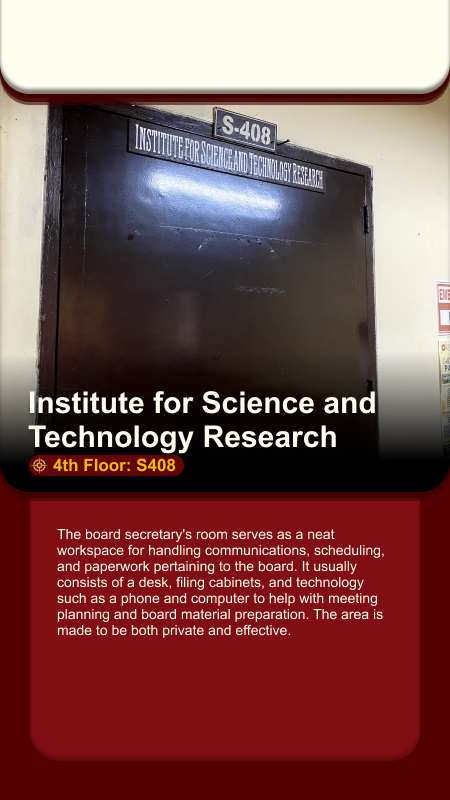 S-408
INSTITUTE FOR SCIENCE AND TECHNOLOGY RESEARCH
Institute for Science and
Technology Research
4th Floor: S408
The board secretary's room serves as a neat
workspace for handling communications, scheduling,
and paperwork pertaining to the board. It usually
consists of a desk, filing cabinets, and technology
such as a phone and computer to help with meeting
planning and board material preparation. The area is
made to be both private and effective.